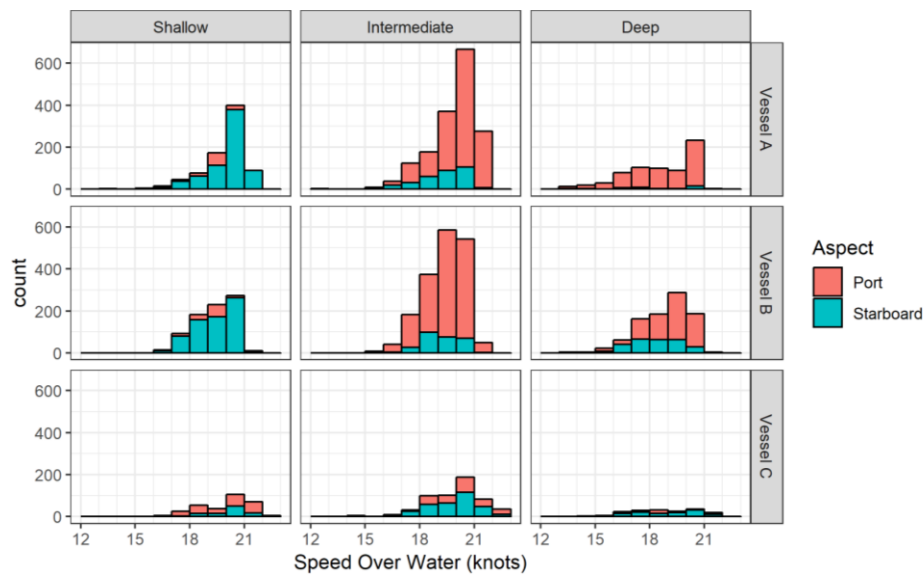 Shallow Intermediate Deep
600
400
200
0
Vessel A
600
400
200
0
Vessel B
600
400
200
0
Vessel C
count
12 15 18 21 12 15 18 21 12 15 18 21
Speed Over Water (knots)
Aspect
Port
Starboard